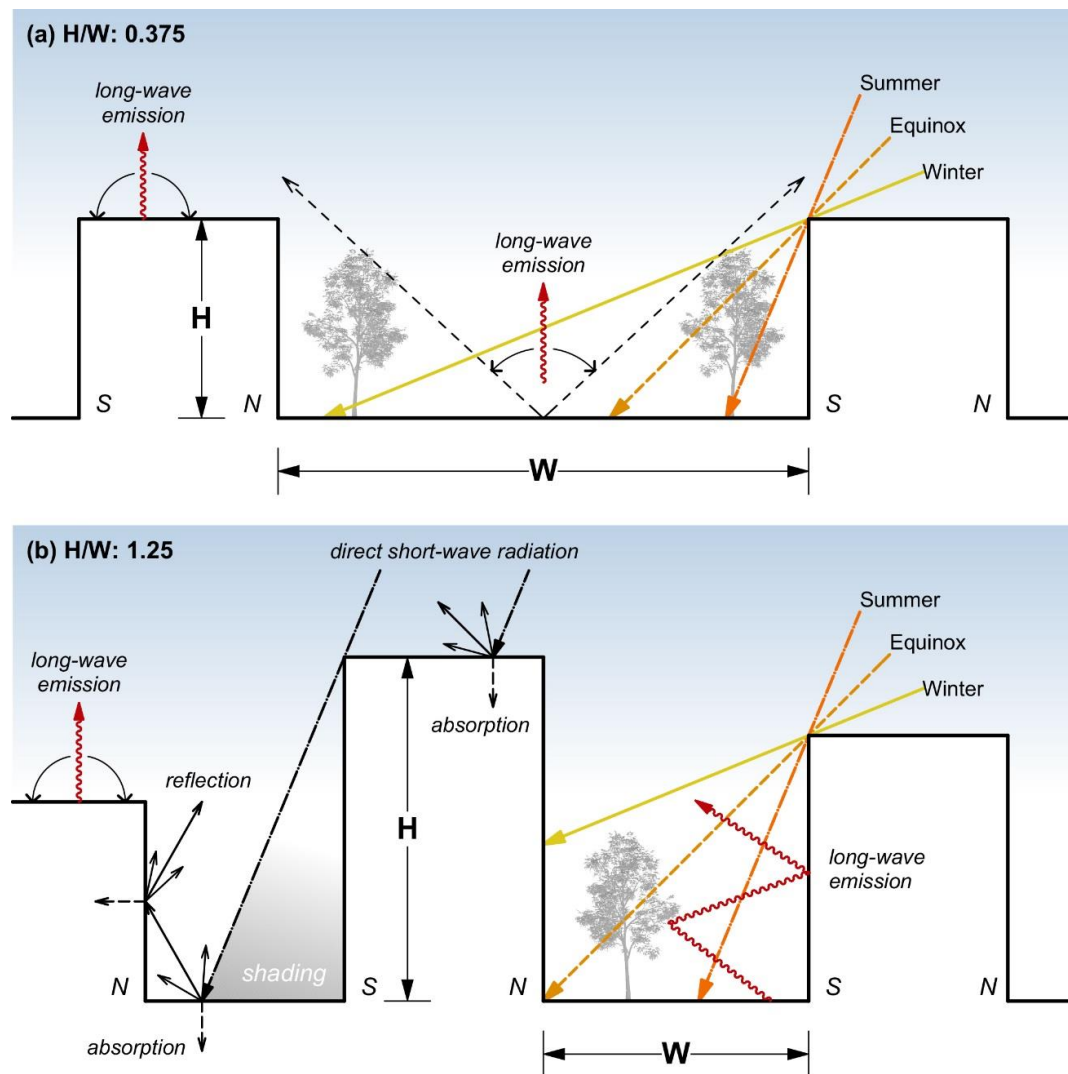 (a) H/W: 0.375
long-wave
emission
Summer
Equinox
Winter
long-wave
emission
H
S
N
S
N
W
(b) H/W: 1.25
direct short-wave radiation
Summer
Equinox
Winter
long-wave
emission
absorption
reflection
H
long-wave
emission
shading
N
S
N
S
N
absorption
W